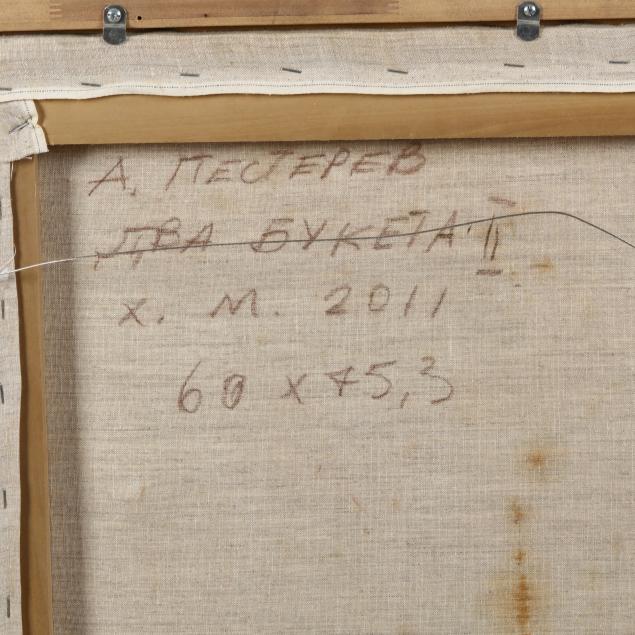 А. ПЕСТЕРЕВ
ДВА БУКЕТА II
х. м. 2011
60 х 75,3